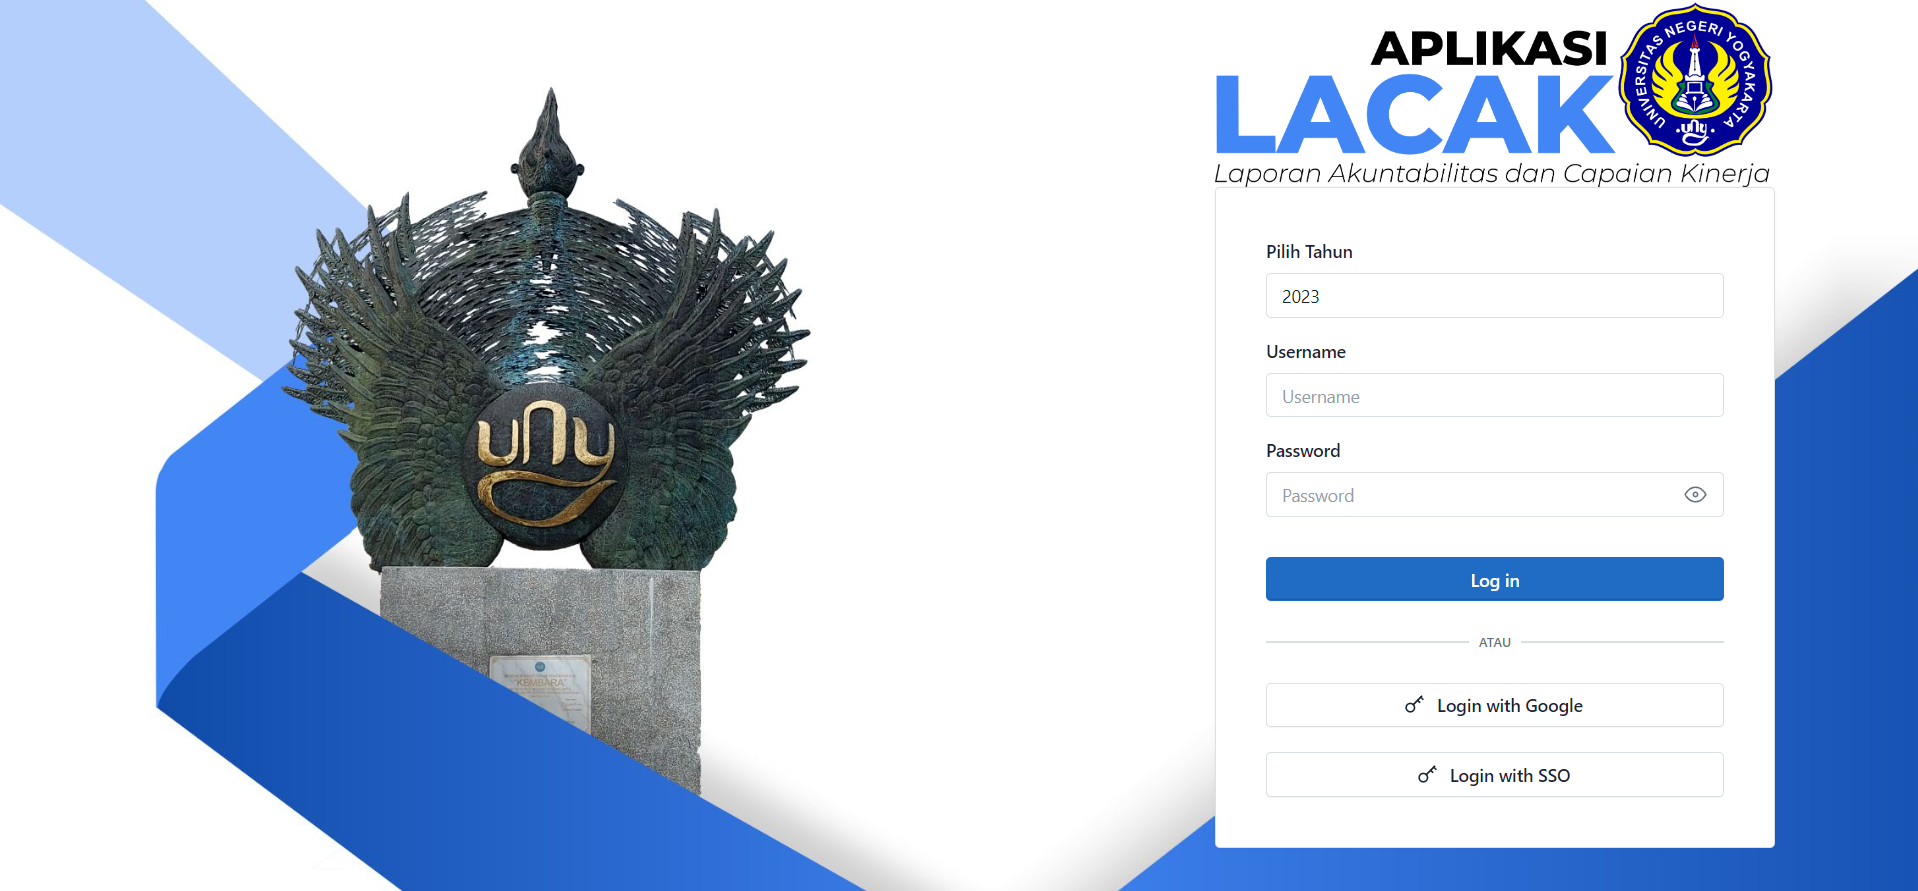 APLIKASI
LACAK
UNIVERSITAS NEGERI YOGYAKARTA
uny
Laporan Akuntabilitas dan Capaian Kinerja
uny
"KEMBARA"
Pilih Tahun
2023
Username
Username
Password
Password
Log in
ATAU
Login with Google
Login with SSO